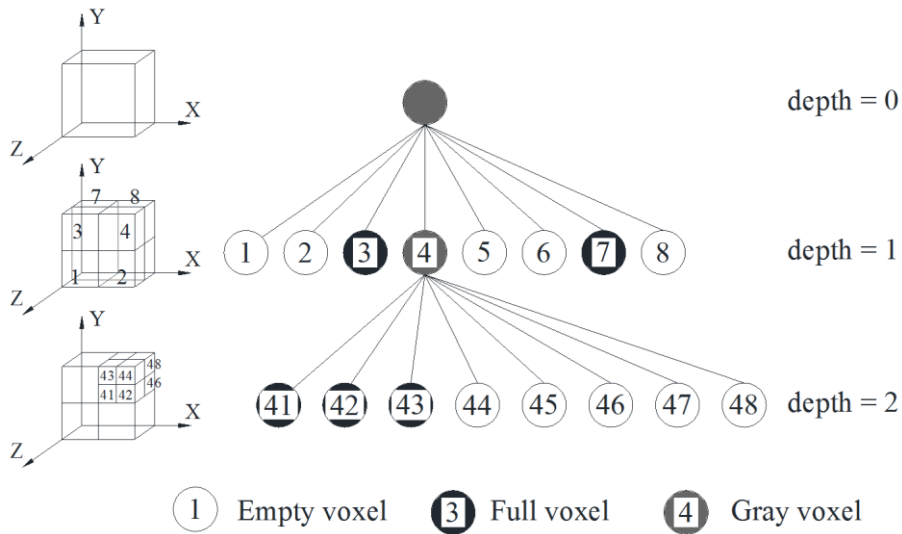 Y
X
Z
depth = 0
Y
7 8
3 4
1 2
X
Z
1 2 3 4 5 6 7 8
depth = 1
Y
43 44 48
41 42 46
X
Z
41 42 43 44 45 46 47 48
depth = 2
1 Empty voxel 3 Full voxel 4 Gray voxel